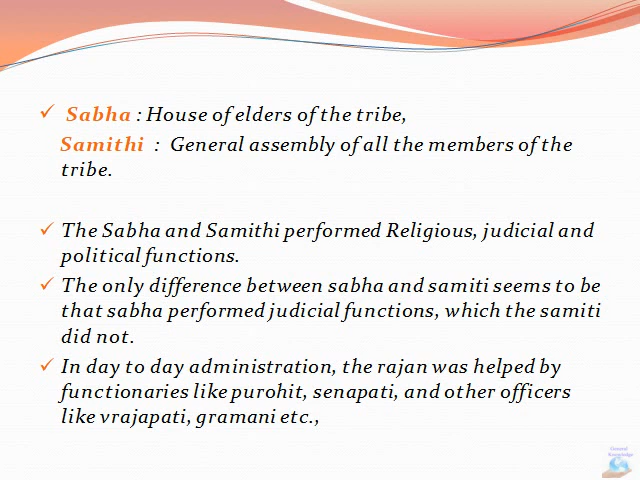 ✓ Sabha : House of elders of the tribe,
Samithi : General assembly of all the members of the
tribe.
✓ The Sabha and Samithi performed Religious, judicial and
political functions.
✓ The only difference between sabha and samiti seems to be
that sabha performed judicial functions, which the samiti
did not.
✓ In day to day administration, the rajan was helped by
functionaries like purohit, senapati, and other officers
like vrajapati, gramani etc.,
General
Knowledge